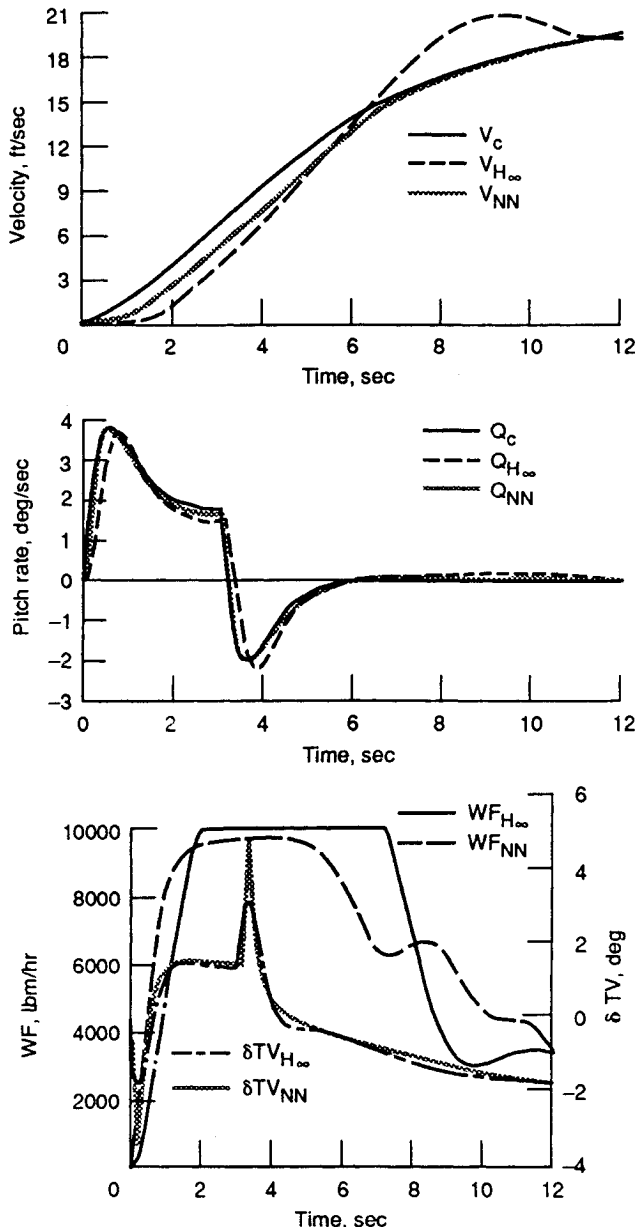 21
18
15
12
9
6
3
0
2
4
6
8
10
12
Velocity, ft/sec
Time, sec
V_c
V_H∞
V_NN
4
3
2
1
0
−1
−2
−3
0
2
4
6
8
10
12
Pitch rate, deg/sec
Time, sec
Q_c
Q_H∞
Q_NN
10000
8000
6000
4000
2000
0
2
4
6
8
10
12
6
4
2
0
−2
−4
WF, lbm/hr
δ TV, deg
Time, sec
WF_H∞
WF_NN
δTV_H∞
δTV_NN